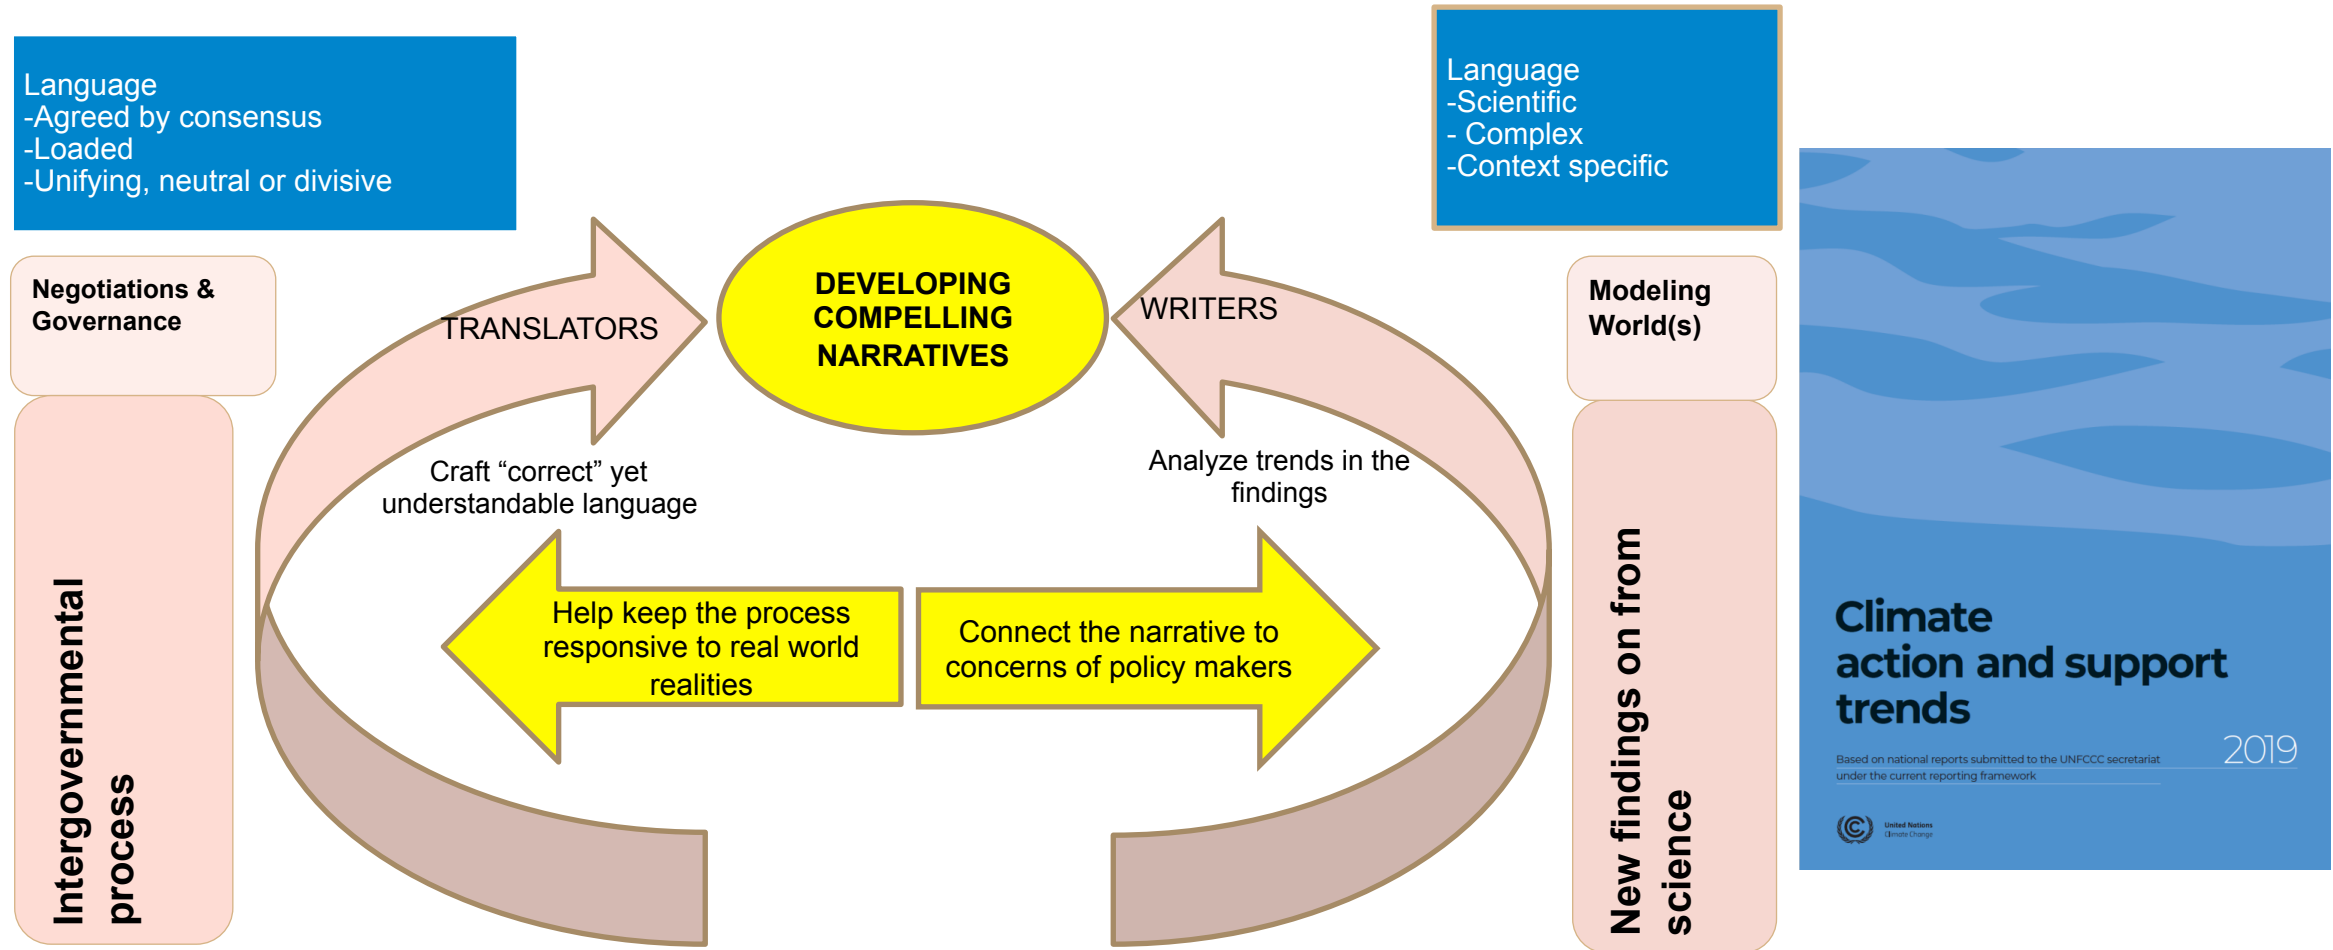 Language
-Agreed by consensus
-Loaded
-Unifying, neutral or divisive
Language
-Scientific
- Complex
-Context specific
Negotiations &
Governance
TRANSLATORS
DEVELOPING
COMPELLING
NARRATIVES
WRITERS
Modeling
World(s)
Craft “correct” yet
understandable language
Analyze trends in the
findings
Help keep the process
responsive to real world
realities
Connect the narrative to
concerns of policy makers
Intergovernmental
process
New findings on from
science
Climate
action and support
trends
Based on national reports submitted to the UNFCCC secretariat
under the current reporting framework
2019
United Nations
Climate Change